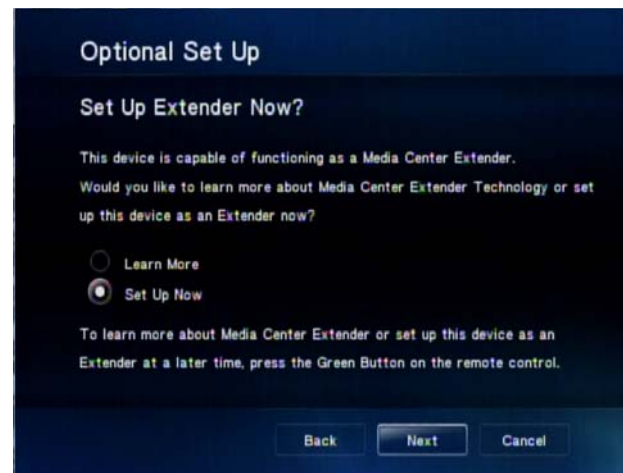 Optional Set Up
Set Up Extender Now?
This device is capable of functioning as a Media Center Extender.
Would you like to learn more about Media Center Extender Technology or set
up this device as an Extender now?
Learn More
Set Up Now
To learn more about Media Center Extender or set up this device as an
Extender at a later time, press the Green Button on the remote control.
Back
Next
Cancel